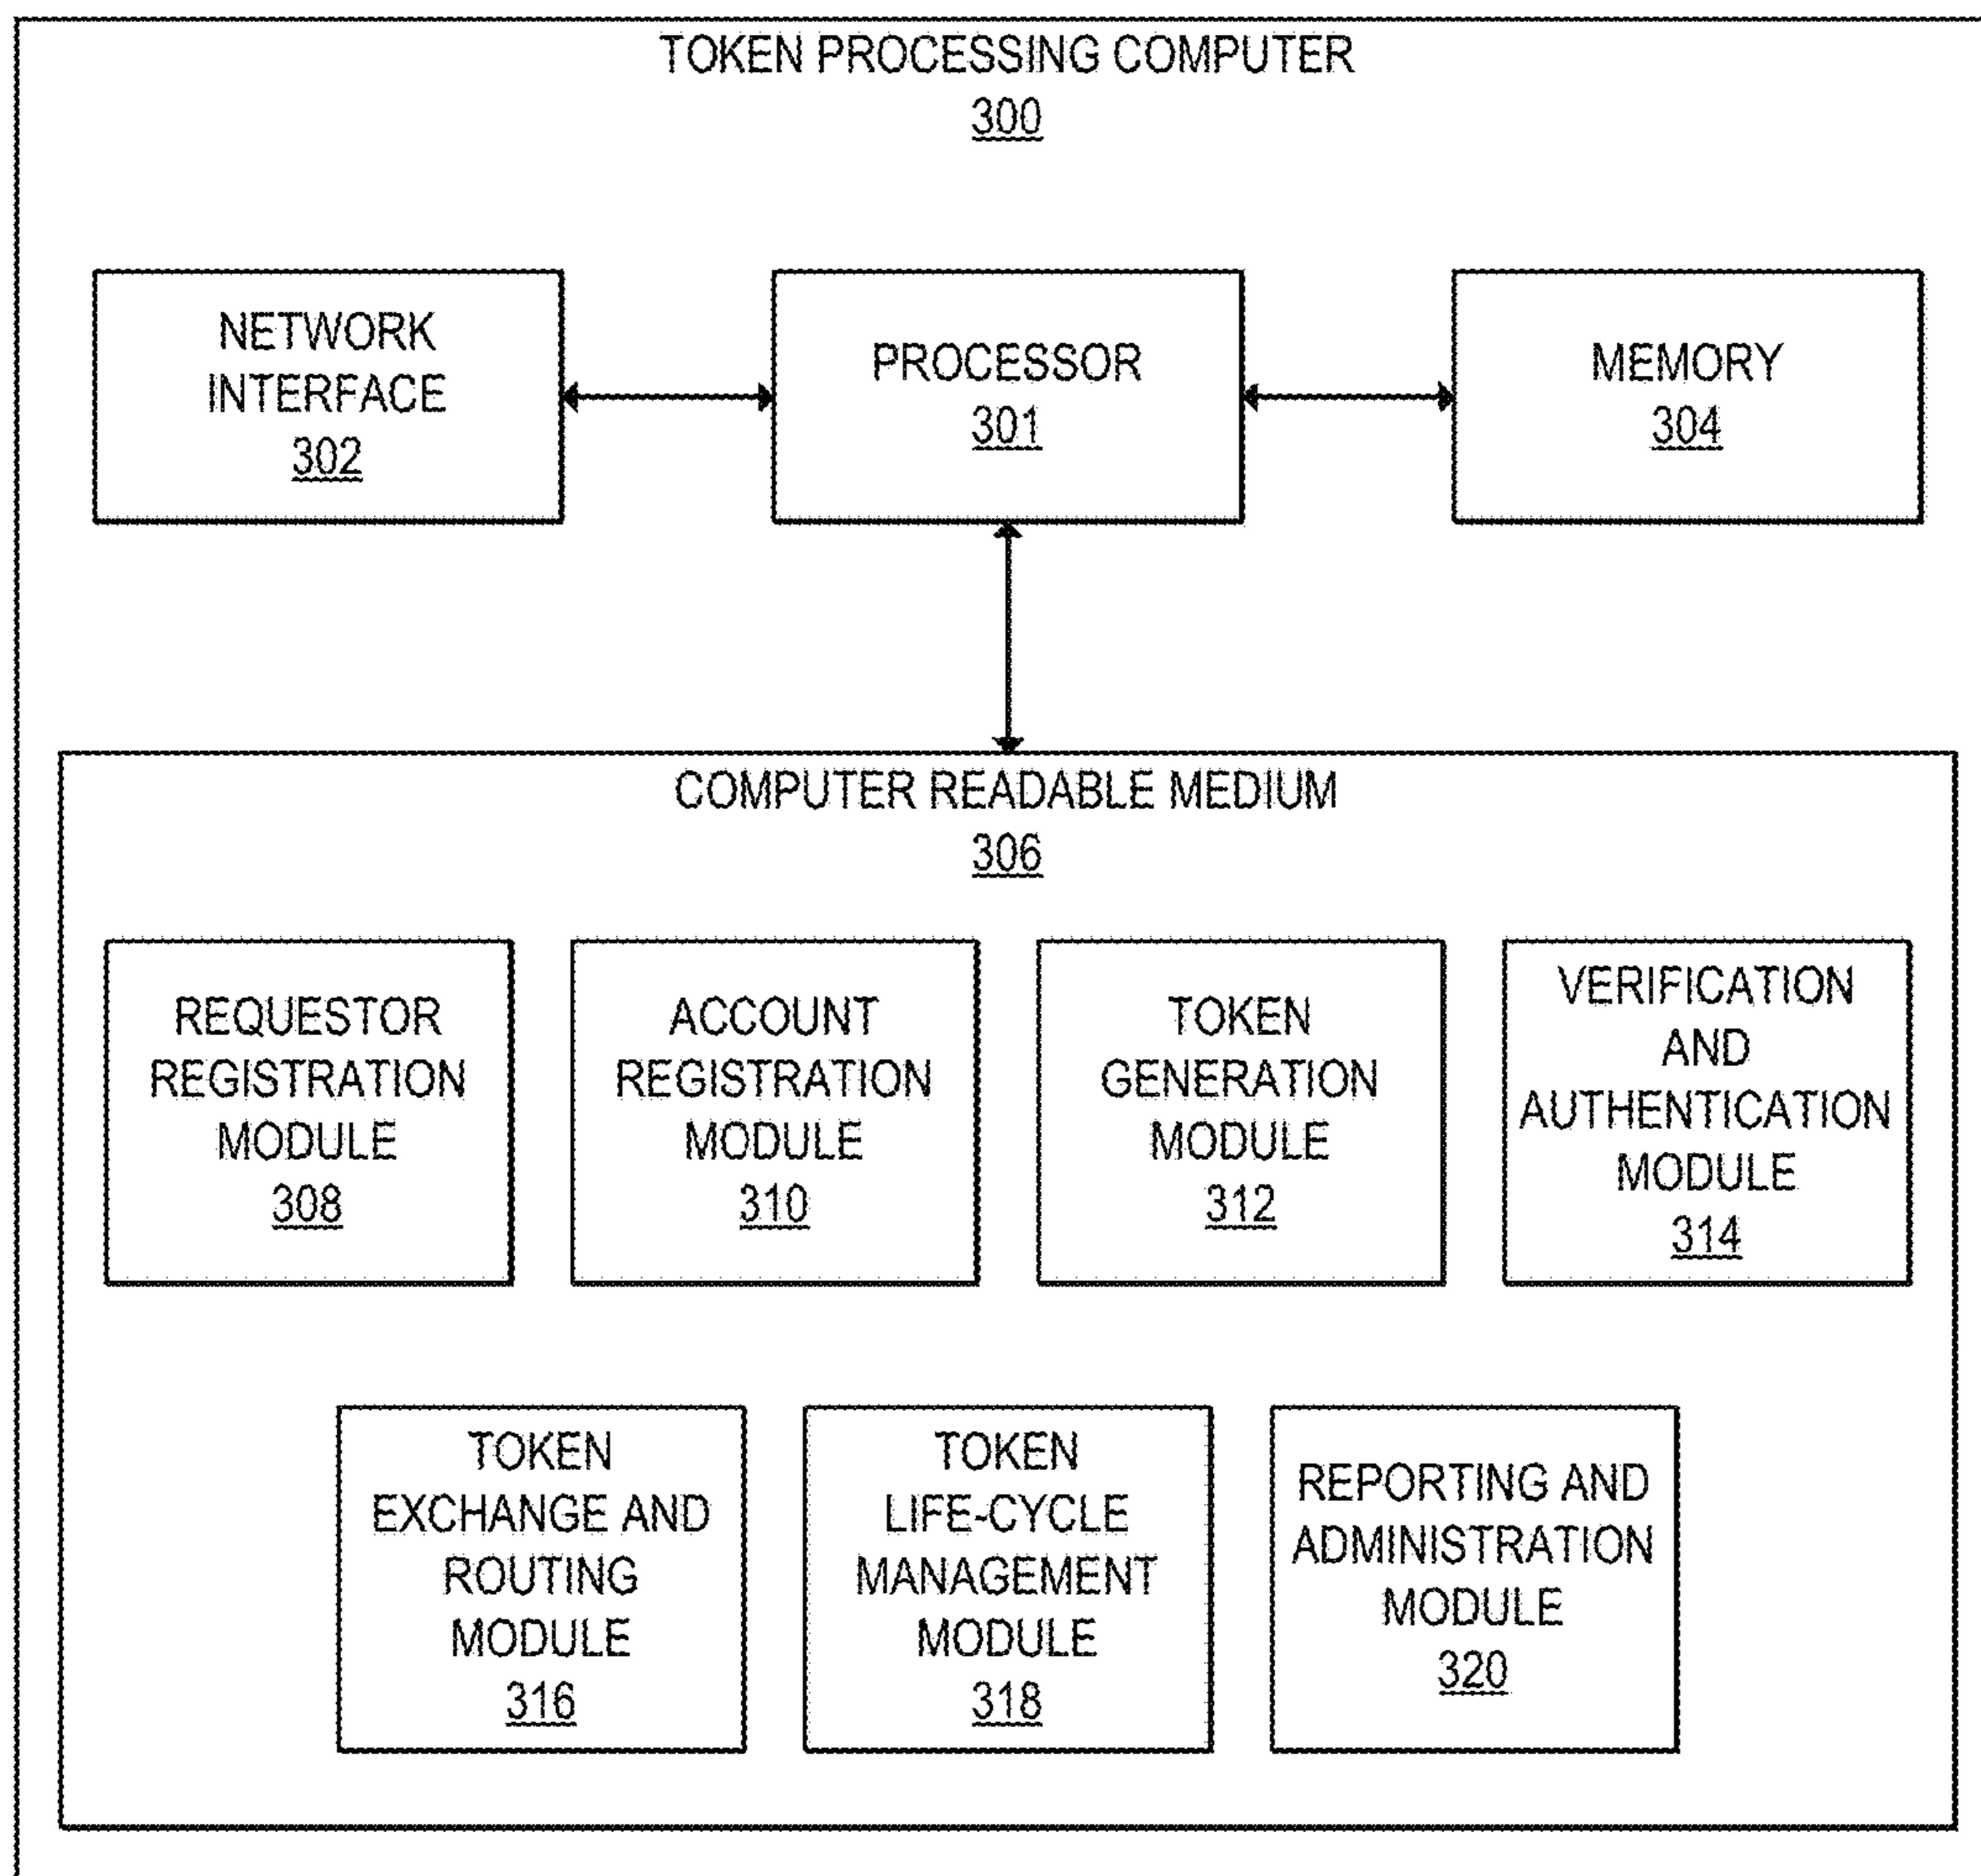 TOKEN PROCESSING COMPUTER
300
NETWORK
INTERFACE
302
PROCESSOR
301
MEMORY
304
COMPUTER READABLE MEDIUM
306
REQUESTOR
REGISTRATION
MODULE
308
ACCOUNT
REGISTRATION
MODULE
310
TOKEN
GENERATION
MODULE
312
VERIFICATION
AND
AUTHENTICATION
MODULE
314
TOKEN
EXCHANGE AND
ROUTING
MODULE
316
TOKEN
LIFE-CYCLE
MANAGEMENT
MODULE
318
REPORTING AND
ADMINISTRATION
MODULE
320